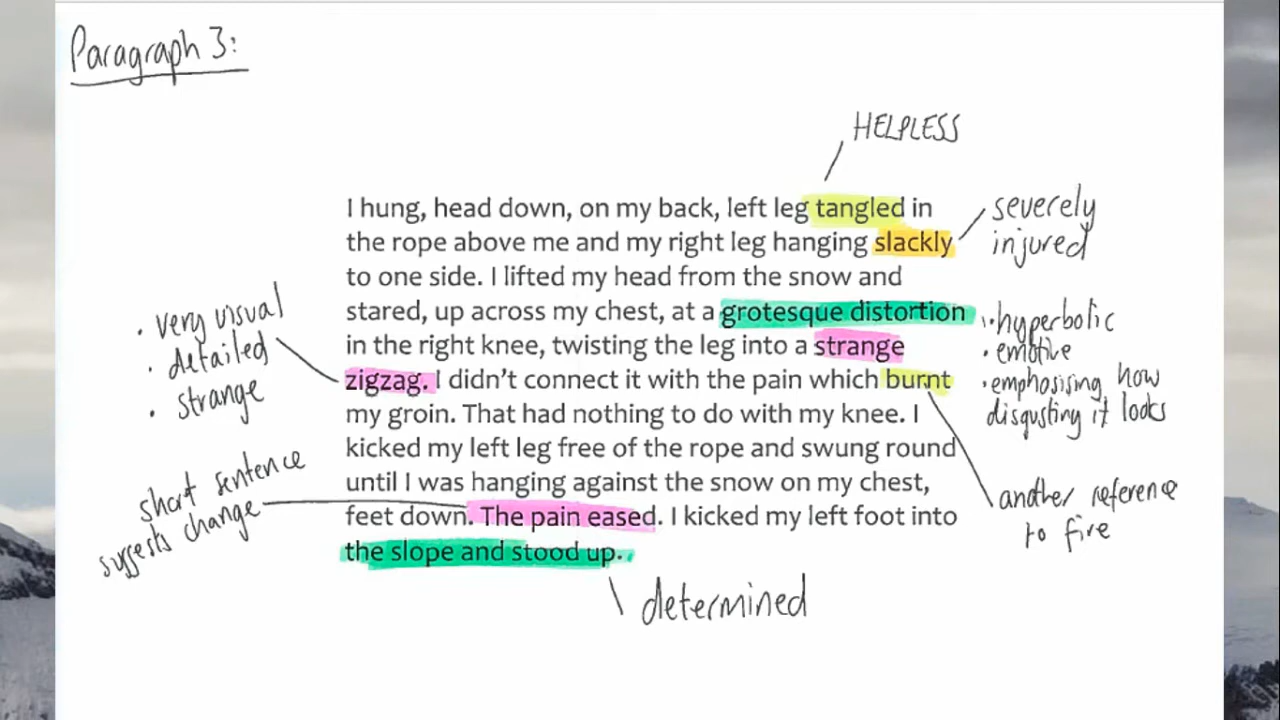 Paragraph 3:
HELPLESS
I hung, head down, on my back, left leg tangled in
the rope above me and my right leg hanging slackly
to one side. I lifted my head from the snow and
stared, up across my chest, at a grotesque distortion
in the right knee, twisting the leg into a strange
zigzag. I didn't connect it with the pain which burnt
my groin. That had nothing to do with my knee. I
kicked my left leg free of the rope and swung round
until I was hanging against the snow on my chest,
feet down. The pain eased. I kicked my left foot into
the slope and stood up.
severely
injured
• very visual
• detailed
• strange
• hyperbolic
• emotive
• emphosising how
disgusting it looks
short sentence
suggests change
another reference
to fire
determined